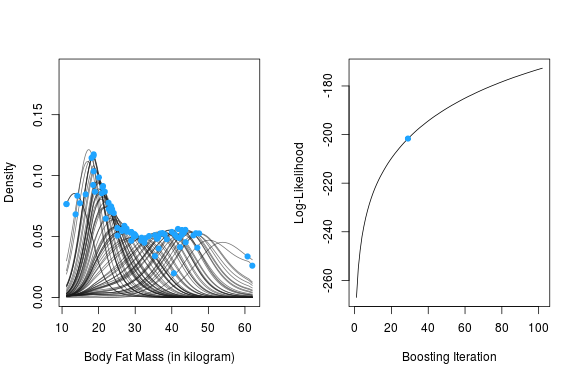 Density
0.00 0.05 0.10 0.15
10 20 30 40 50 60
Body Fat Mass (in kilogram)
Log-Likelihood
-260 -240 -220 -200 -180
0 20 40 60 80 100
Boosting Iteration